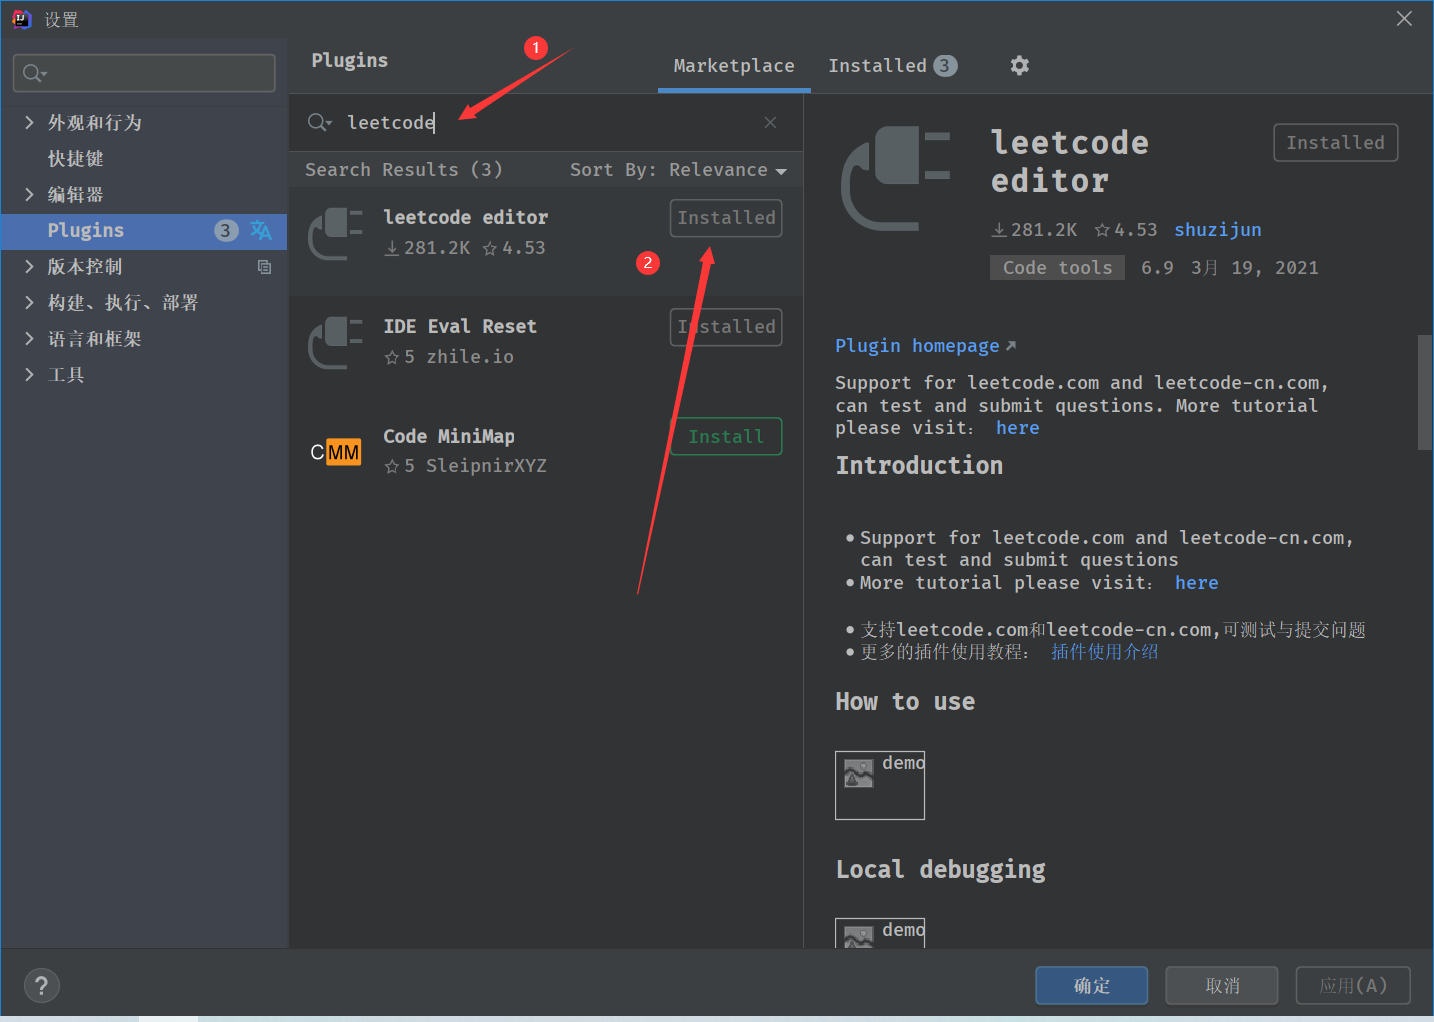 设置
Plugins
Marketplace
Installed 3
1
外观和行为
快捷键
编辑器
Plugins 3
版本控制
构建、执行、部署
语言和框架
工具
leetcode
Search Results (3)
Sort By: Relevance
leetcode editor
Installed
281.2K 4.53
2
IDE Eval Reset
Installed
5 zhile.io
Code MiniMap
Install
CMM
5 SleipnirXYZ
leetcode
editor
Installed
281.2K 4.53 shuzijun
Code tools 6.9 3月 19, 2021
Plugin homepage
Support for leetcode.com and leetcode-cn.com,
can test and submit questions. More tutorial
please visit： here
Introduction
Support for leetcode.com and leetcode-cn.com,
can test and submit questions
More tutorial please visit： here
支持leetcode.com和leetcode-cn.com,可测试与提交问题
更多的插件使用教程： 插件使用介绍
How to use
demo
Local debugging
demo
?
确定
取消
应用(A)